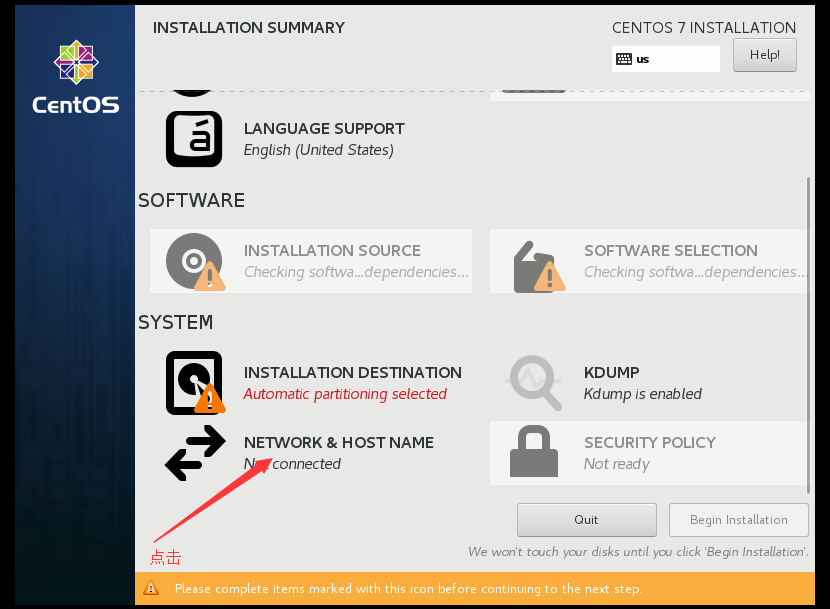 INSTALLATION SUMMARY
CENTOS 7 INSTALLATION
us
Help!
CentOS
LANGUAGE SUPPORT
English (United States)
SOFTWARE
INSTALLATION SOURCE
Checking softwa...dependencies...
SOFTWARE SELECTION
Checking softwa...dependencies...
SYSTEM
INSTALLATION DESTINATION
Automatic partitioning selected
KDUMP
Kdump is enabled
NETWORK & HOST NAME
Not connected
SECURITY POLICY
Not ready
点击
Quit
Begin Installation
We won't touch your disks until you click 'Begin Installation'.
Please complete items marked with this icon before continuing to the next step.